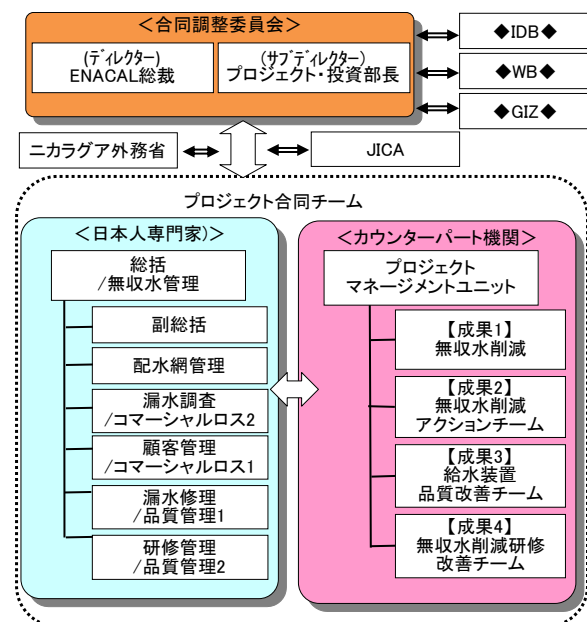 ＜合同調整委員会＞
(ﾃﾞｨﾚｸﾀｰ)
ENACAL総裁
(ｻﾌﾞﾃﾞｨﾚｸﾀｰ)
プロジェクト・投資部長
◆IDB◆
◆WB◆
◆GIZ◆
ニカラグア外務省
JICA
プロジェクト合同チーム
＜日本人専門家)＞
総括
/無収水管理
副総括
配水網管理
漏水調査
/コマーシャルロス2
顧客管理
/コマーシャルロス1
漏水修理
/品質管理1
研修管理
/品質管理2
＜カウンターパート機関＞
プロジェクト
マネージメントユニット
【成果1】
無収水削減
【成果2】
無収水削減
アクションチーム
【成果3】
給水装置
品質改善チーム
【成果4】
無収水削減研修
改善チーム